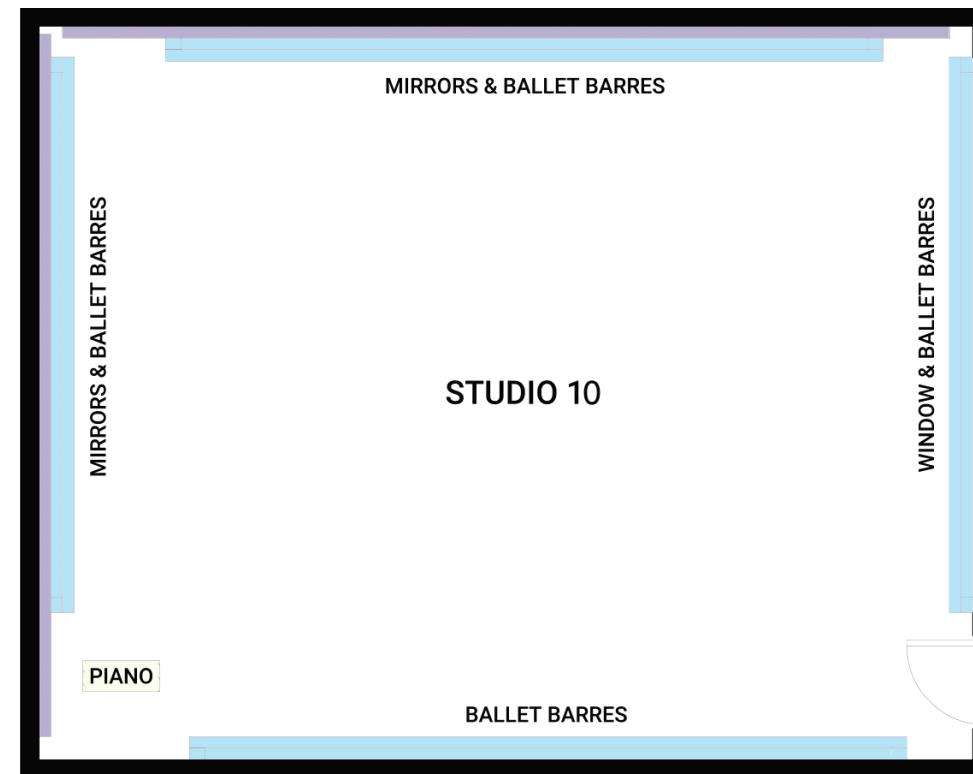 MIRRORS & BALLET BARRES
MIRRORS & BALLET BARRES
WINDOW & BALLET BARRES
STUDIO 10
PIANO
BALLET BARRES